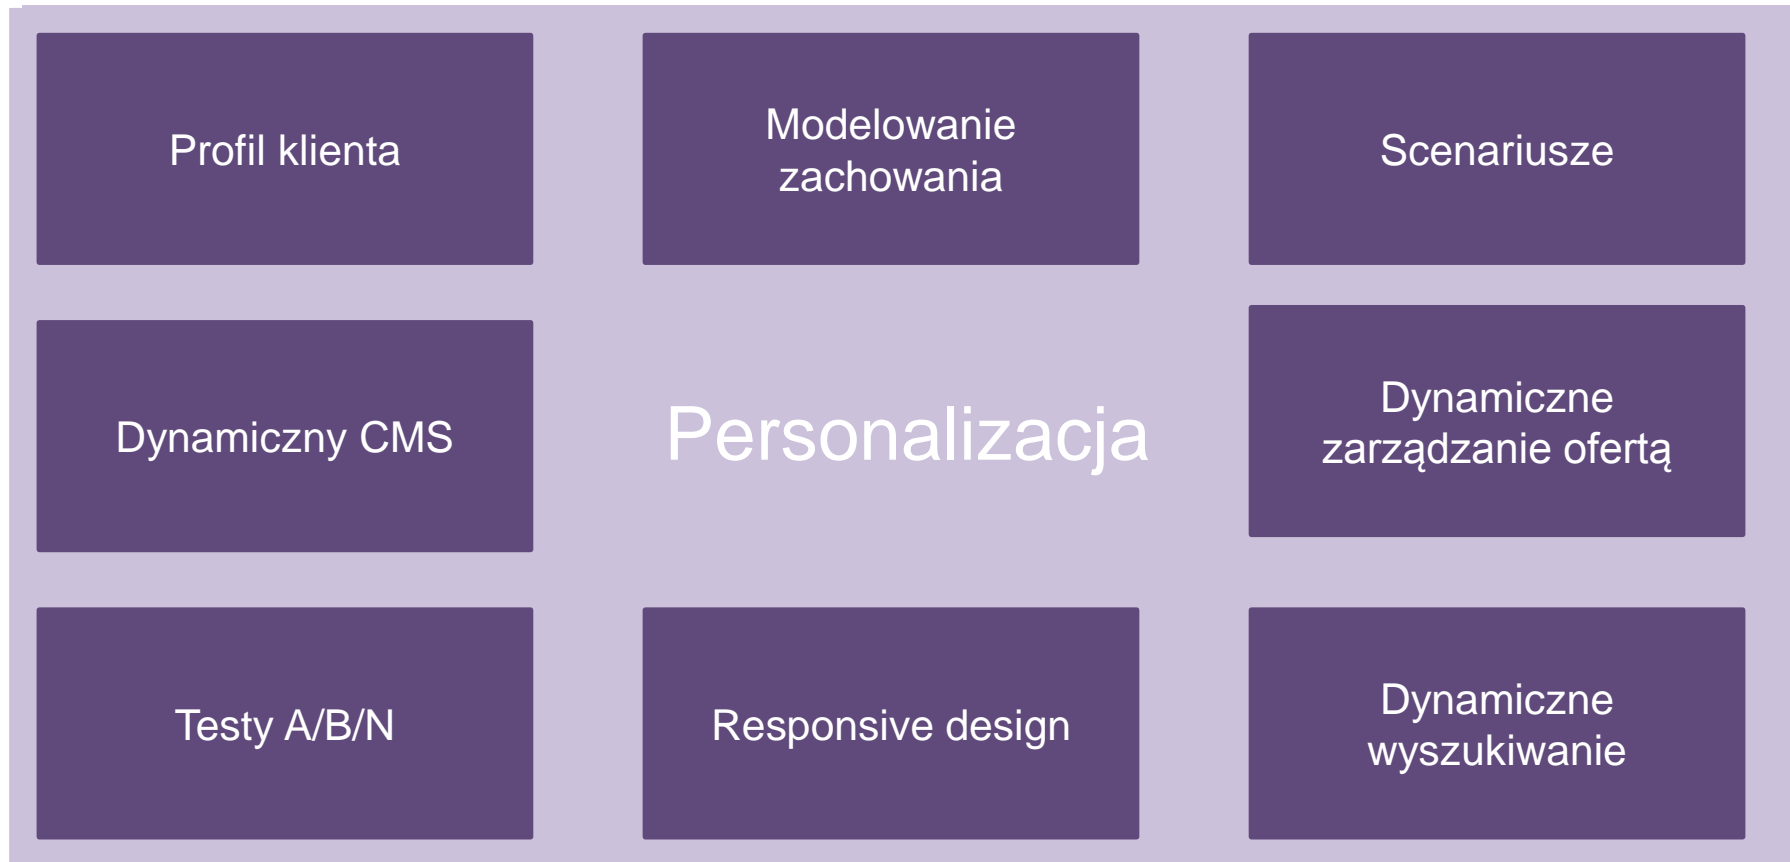 Profil klienta
Modelowanie
zachowania
Scenariusze
Dynamiczny CMS
Personalizacja
Dynamiczne
zarządzanie ofertą
Testy A/B/N
Responsive design
Dynamiczne
wyszukiwanie